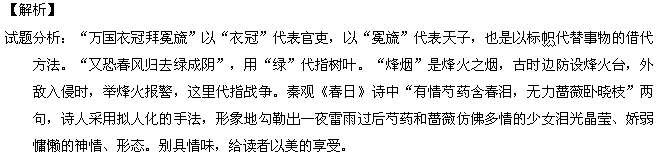 【解析】
试题分析：“万国衣冠拜冕旒”以“衣冠”代表官吏，以“冕旒”代表天子，也是以标帜代替事物的借代
方法。“又恐春风归去绿成阴”，用“绿”代指树叶。“烽烟”是烽火之烟，古时边防设烽火台，外
敌入侵时，举烽火报警，这里代指战争。秦观《春日》诗中“有情芍药含春泪，无力蔷薇卧晓枝”两
句，诗人采用拟人化的手法，形象地勾勒出一夜雷雨过后芍药和蔷薇仿佛多情的少女泪光晶莹、娇弱
慵懒的神情、形态。别具情味，给读者以美的享受。